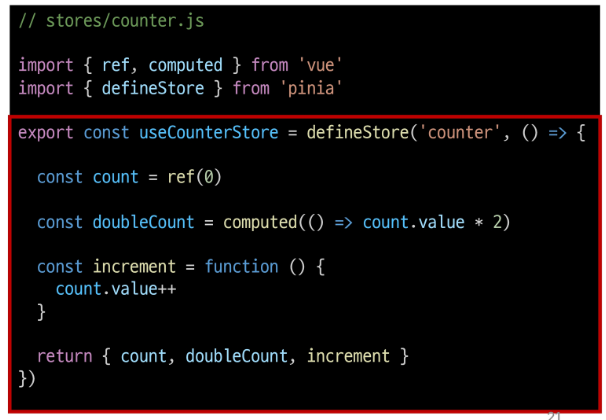 // stores/counter.js
import { ref, computed } from 'vue'
import { defineStore } from 'pinia'
export const useCounterStore = defineStore('counter', () => {
const count = ref(0)
const doubleCount = computed(() => count.value * 2)
const increment = function () {
count.value++
}
return { count, doubleCount, increment }
})
21